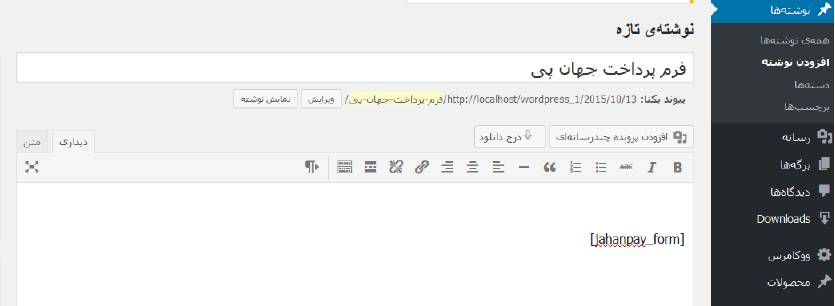 نوشته‌ها
همه‌ی نوشته‌ها
افزودن نوشته
دسته‌ها
برچسب‌ها
رسانه
برگه‌ها
دیدگاه‌ها
Downloads
ووکامرس
محصولات
نوشته‌ی تازه
فرم پرداخت جهان پی
پیوند یکتا: http://localhost/wordpress_1/2015/10/13/فرم-پرداخت-جهان-پی/ ویرایش نمایش نوشته
افزودن پرونده چندرسانه‌ای درج دانلود دیداری متن
B I ABC
[jahanpay_form]